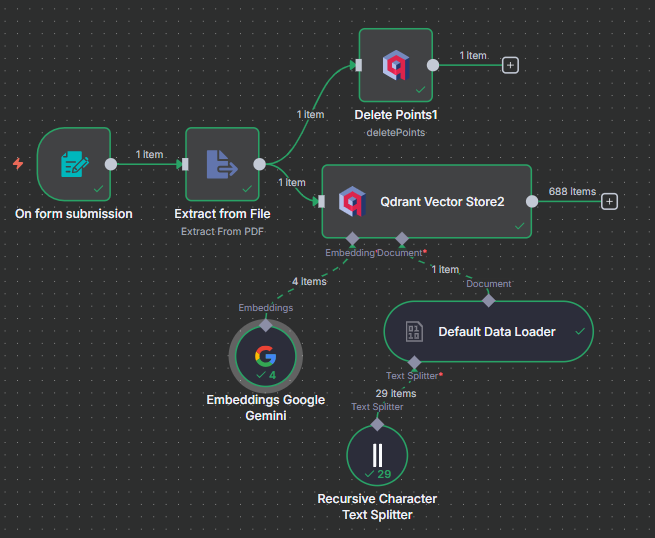 1 item
Delete Points1
deletePoints
1 item
1 item
On form submission
Extract from File
Extract From PDF
1 item
Qdrant Vector Store2
688 items
Embedding*
Document*
4 items
1 item
Embeddings
Document
4
Embeddings Google
Gemini
0110
Default Data Loader
Text Splitter*
29 items
Text Splitter
29
Recursive Character
Text Splitter